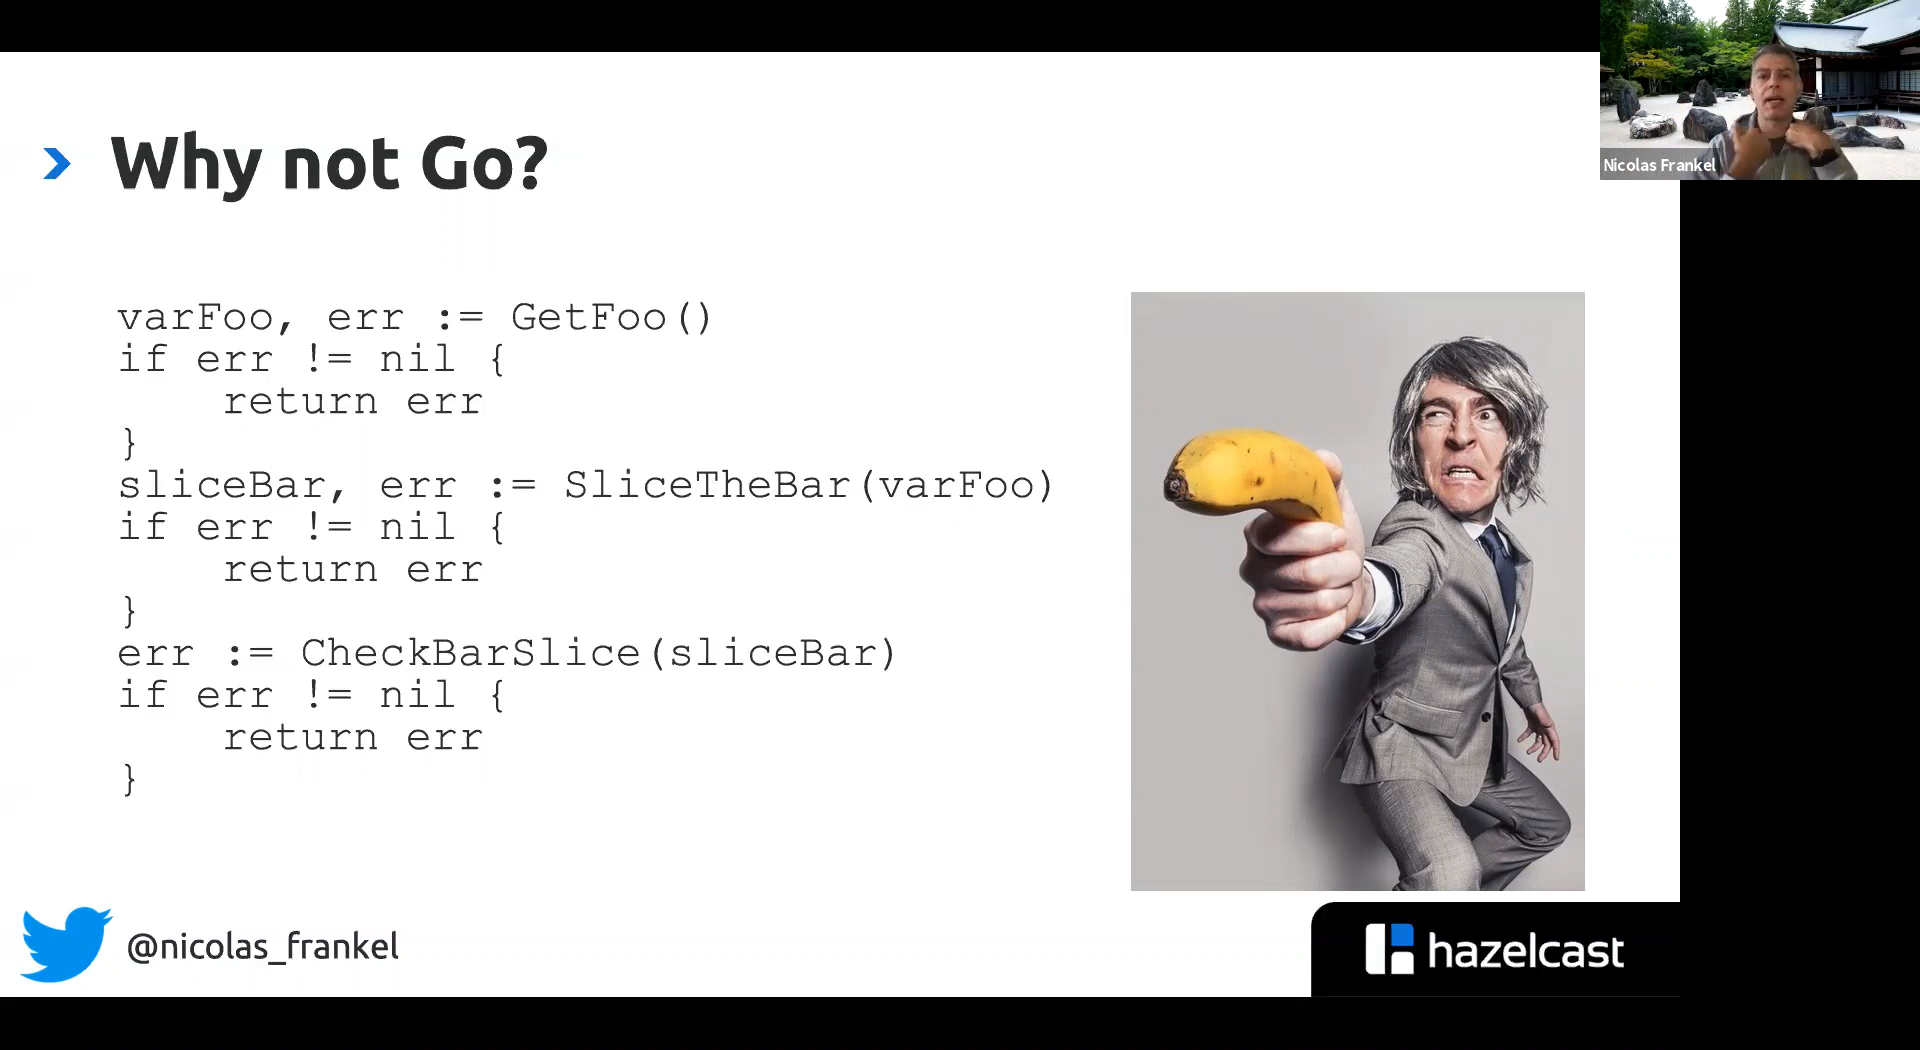 Why not Go?
varFoo, err := GetFoo()
if err != nil {
    return err
}
sliceBar, err := SliceTheBar(varFoo)
if err != nil {
    return err
}
err := CheckBarSlice(sliceBar)
if err != nil {
    return err
}
@nicolas_frankel
hazelcast
Nicolas Frankel